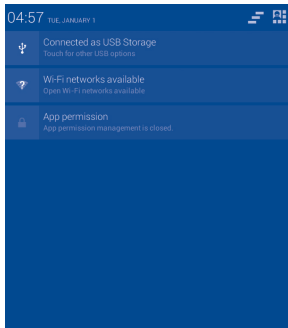 04:57 TUE, JANUARY 1
Connected as USB Storage
Touch for other USB options
Wi-Fi networks available
Open Wi-Fi networks available
App permission
App permission management is closed.